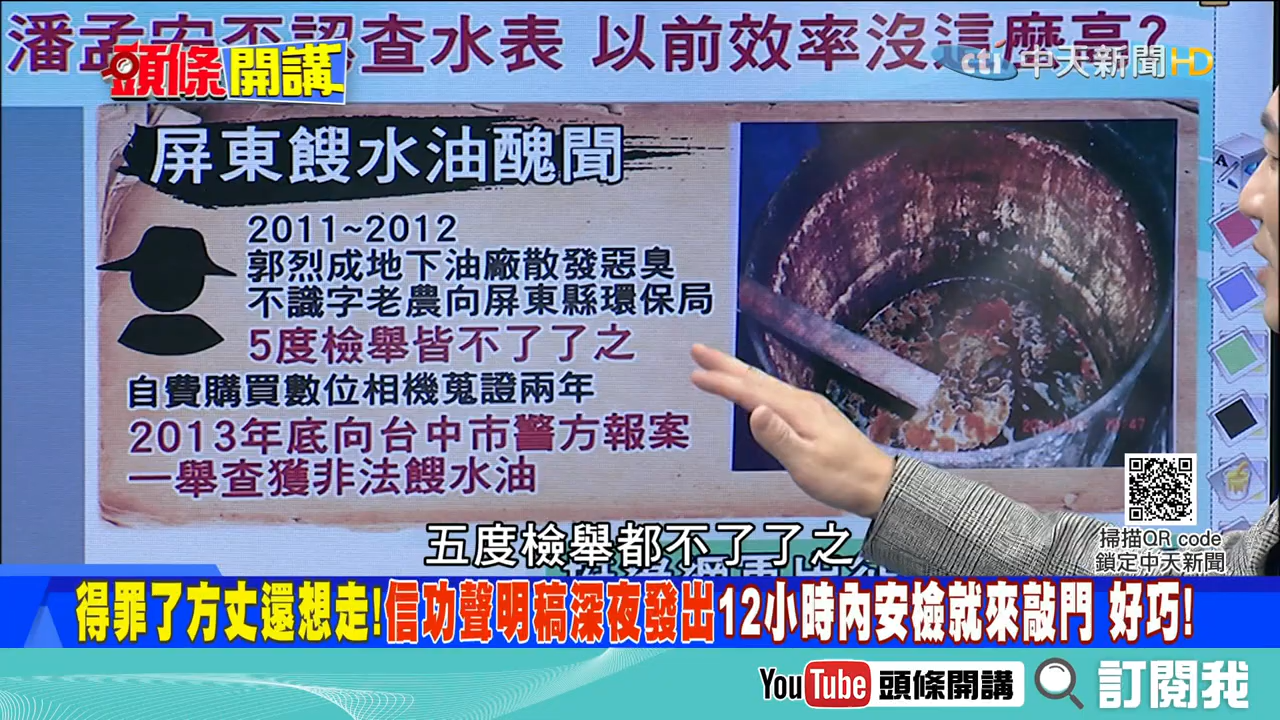 潘孟安否認查水表 以前效率沒這麼高?
頭條開講
cti 中天新聞HD
屏東餿水油醜聞
2011~2012
郭烈成地下油廠散發惡臭
不識字老農向屏東縣環保局
5度檢舉皆不了了之
自費購買數位相機蒐證兩年
2013年底向台中市警方報案
一舉查獲非法餿水油
掃描QR code
鎖定中天新聞
五度檢舉都不了了之
得罪了方丈還想走!信功聲明稿深夜發出12小時內安檢就來敲門 好巧!
YouTube 頭條開講 訂閱我